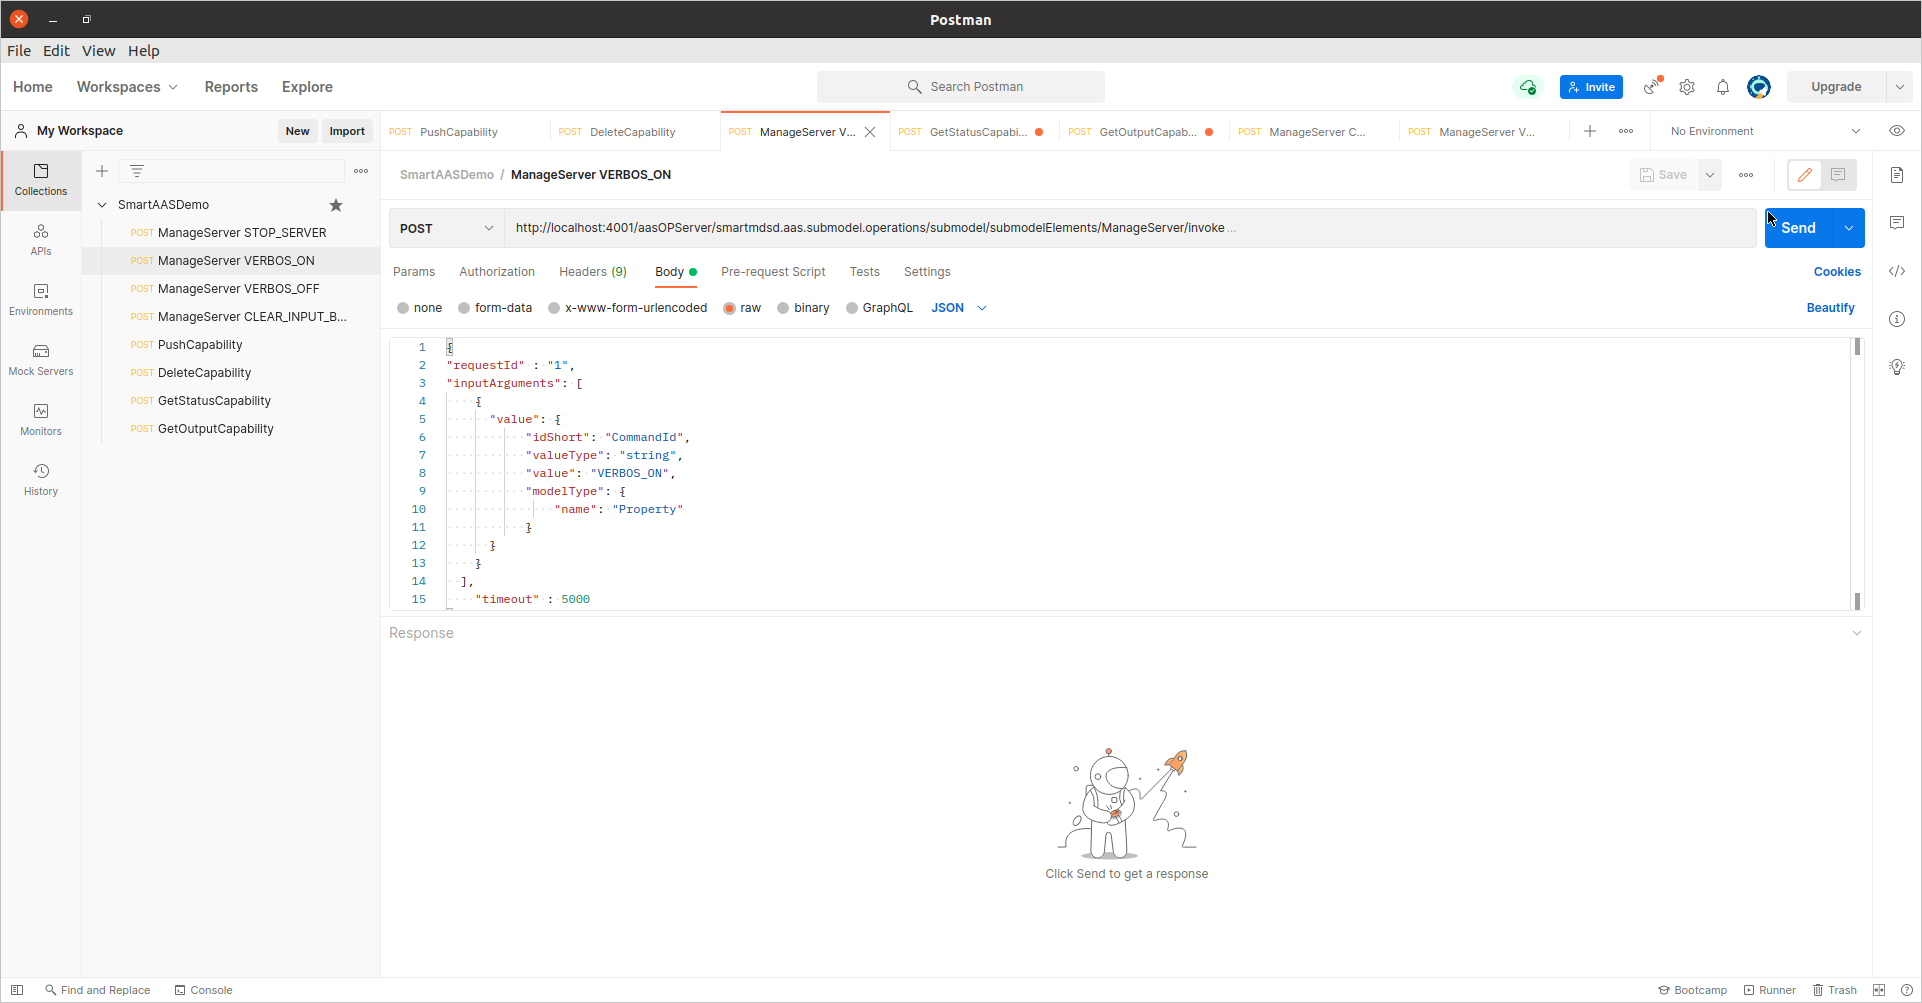 Postman
File Edit View Help
Home Workspaces Reports Explore Search Postman Invite Upgrade
My Workspace New Import
POST PushCapability POST DeleteCapability POST ManageServer V... POST GetStatusCapabi... POST GetOutputCapab... POST ManageServer C... POST ManageServer V... No Environment
Collections
APIs
Environments
Mock Servers
Monitors
History
SmartAASDemo
POST ManageServer STOP_SERVER
POST ManageServer VERBOS_ON
POST ManageServer VERBOS_OFF
POST ManageServer CLEAR_INPUT_B...
POST PushCapability
POST DeleteCapability
POST GetStatusCapability
POST GetOutputCapability
SmartAASDemo / ManageServer VERBOS_ON Save
POST http://localhost:4001/aasOPServer/smartmdsd.aas.submodel.operations/submodel/submodelElements/ManageServer/invoke ... Send
Params Authorization Headers (9) Body Pre-request Script Tests Settings Cookies
none form-data x-www-form-urlencoded raw binary GraphQL JSON Beautify
1 {
2 "requestId" : "1",
3 "inputArguments": [
4 {
5 "value": {
6 "idShort": "CommandId",
7 "valueType": "string",
8 "value": "VERBOS_ON",
9 "modelType": {
10 "name": "Property"
11 }
12 }
13 }
14 ],
15 "timeout" : 5000
Response
Click Send to get a response
Find and Replace Console Bootcamp Runner Trash